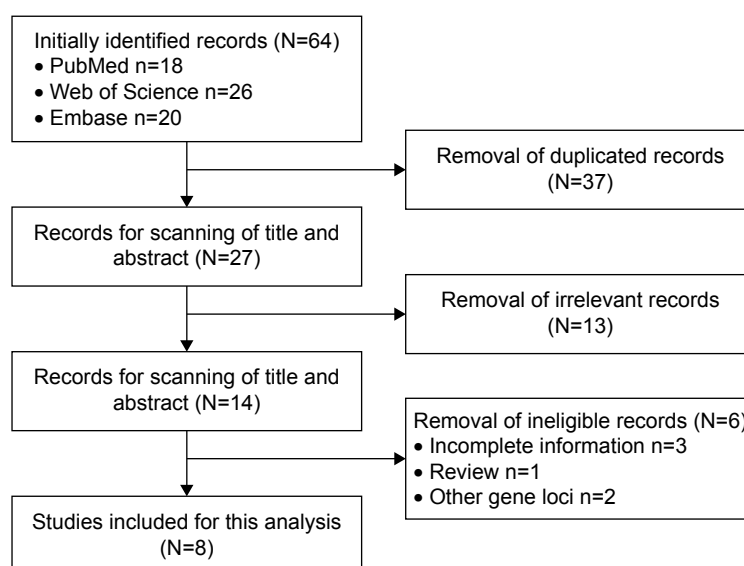 Initially identified records (N=64)
• PubMed n=18
• Web of Science n=26
• Embase n=20
Removal of duplicated records
(N=37)
Records for scanning of title and
abstract (N=27)
Removal of irrelevant records
(N=13)
Records for scanning of title and
abstract (N=14)
Removal of ineligible records (N=6)
• Incomplete information n=3
• Review n=1
• Other gene loci n=2
Studies included for this analysis
(N=8)